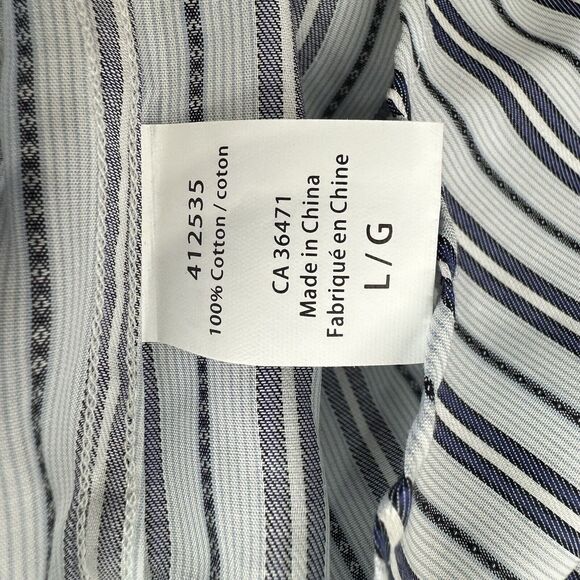 412535
100% Cotton / coton
CA 36471
Made in China
Fabriqué en Chine
L / G